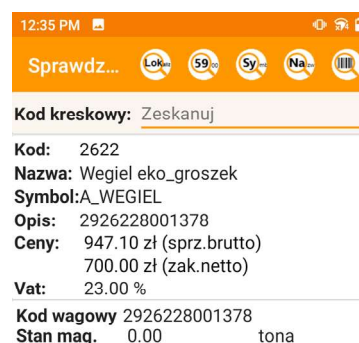 12:35 PM
Sprawdz... Lok 59 Sy Na
Kod kreskowy: Zeskanuj
Kod: 2622
Nazwa: Wegiel eko_groszek
Symbol:A_WEGIEL
Opis: 2926228001378
Ceny: 947.10 zł (sprz.brutto)
700.00 zł (zak.netto)
Vat: 23.00 %
Kod wagowy 2926228001378
Stan mag. 0.00 tona